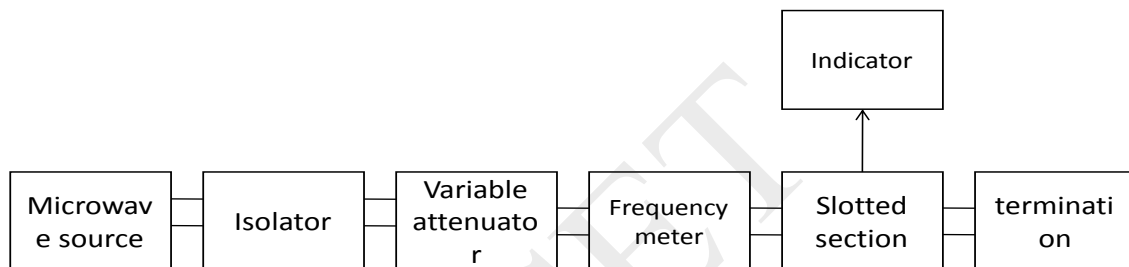 Indicator
Microwav
e source
Isolator
Variable
attenuato
r
Frequency
meter
Slotted
section
terminati
on